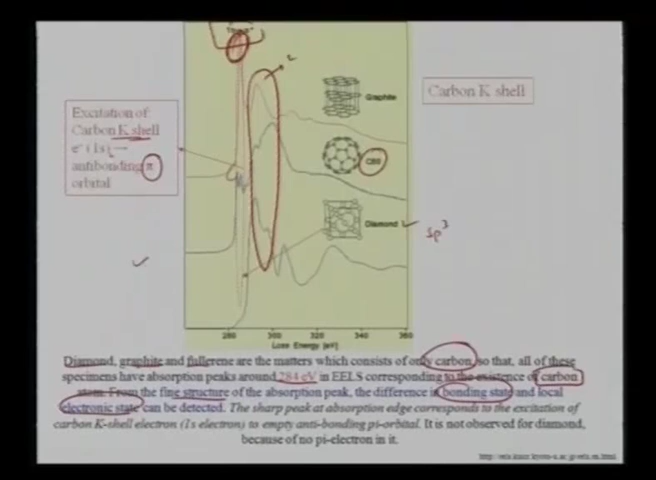 Carbon K shell
Excitation of
Carbon K shell
e⁻ (1s) →
antibonding π
orbital
Graphite
C60
Diamond
sp³
280 300 320 340 360
Loss Energy [eV]
Diamond, graphite and fullerene are the matters which consists of only carbon, so that, all of these
specimens have absorption peaks around 284 eV in EELS corresponding to the existence of carbon
atom. From the fine structure of the absorption peak, the difference in bonding state and local
electronic state can be detected. The sharp peak at absorption edge corresponds to the excitation of
carbon K-shell electron (1s electron) to empty anti-bonding pi-orbital. It is not observed for diamond,
because of no pi-electron in it.